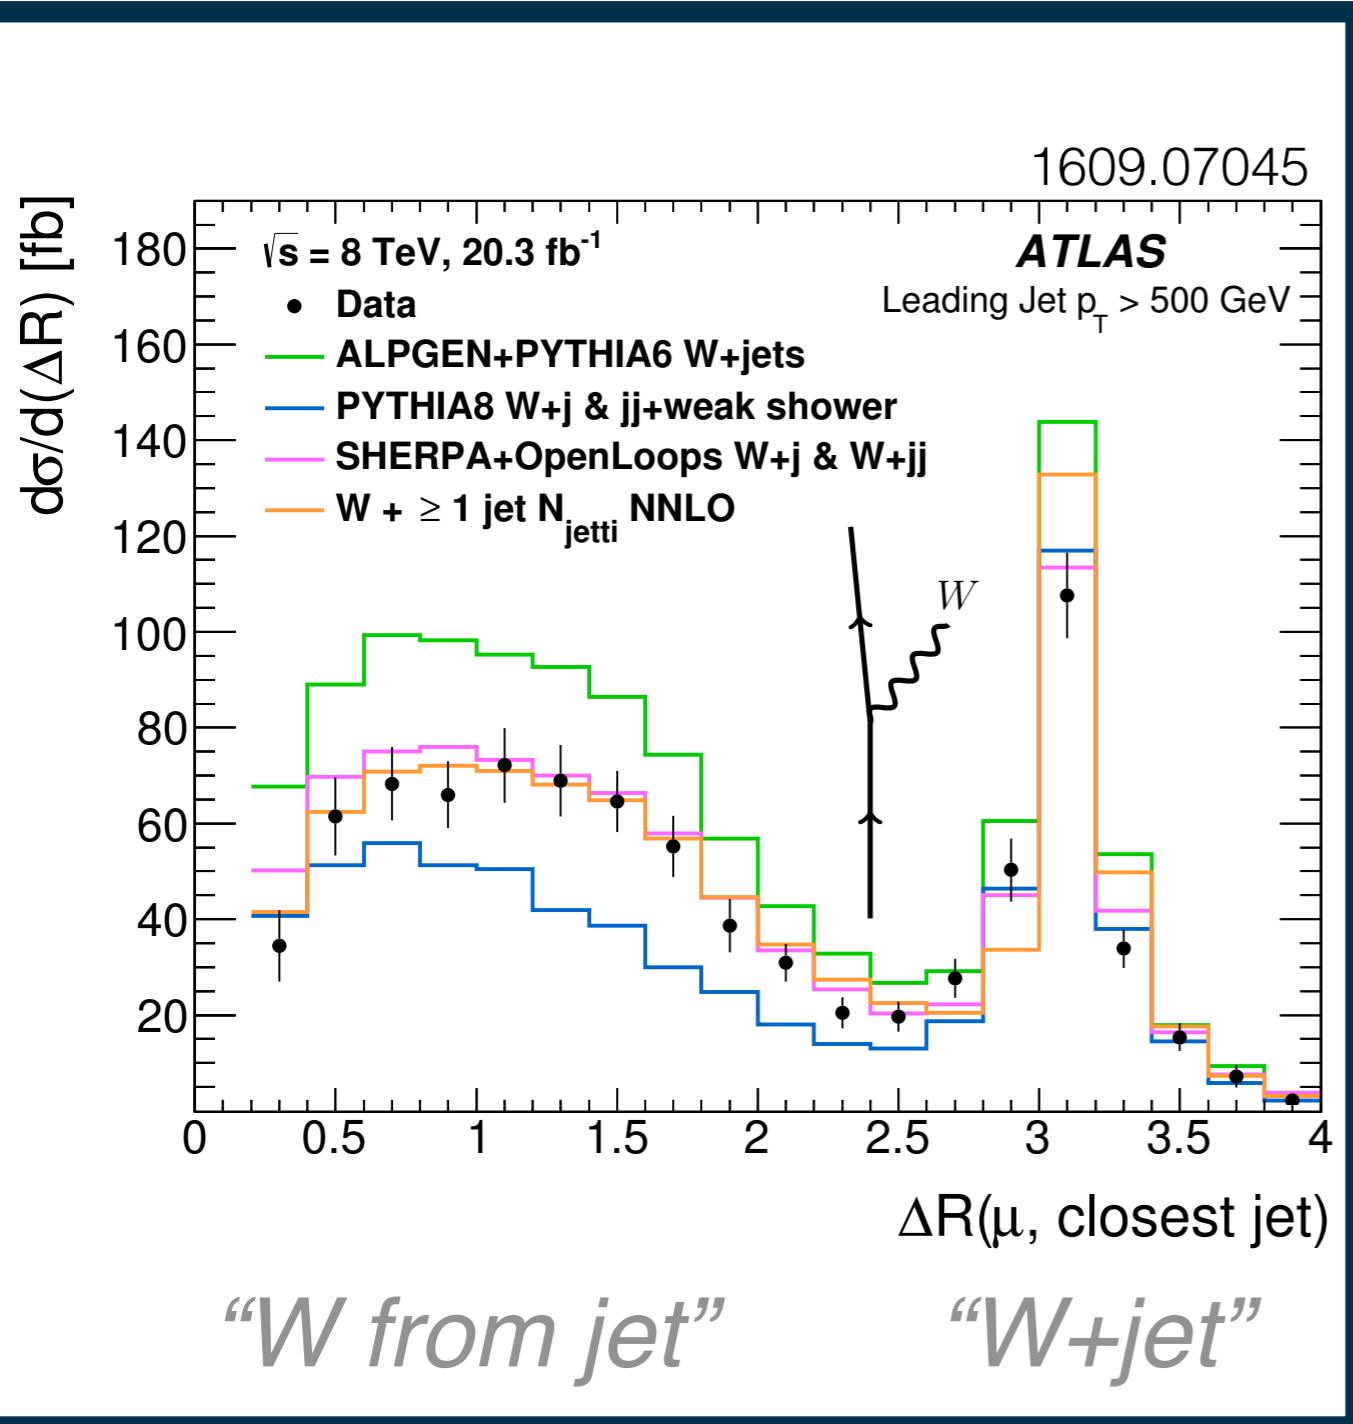 1609.07045
dσ/d(ΔR) [fb]
√s = 8 TeV, 20.3 fb⁻¹
ATLAS
Leading Jet p_T > 500 GeV
Data
ALPGEN+PYTHIA6 W+jets
PYTHIA8 W+j & jj+weak shower
SHERPA+OpenLoops W+j & W+jj
W + ≥ 1 jet N_jetti NNLO
W
180
160
140
120
100
80
60
40
20
0 0.5 1 1.5 2 2.5 3 3.5 4
ΔR(μ, closest jet)
“W from jet” “W+jet”